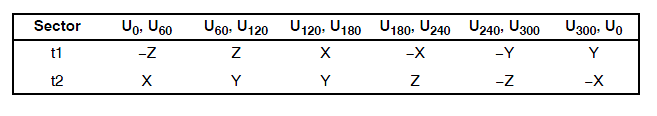 Sector U0, U60 U60, U120 U120, U180 U180, U240 U240, U300 U300, U0
t1 –Z Z X –X –Y Y
t2 X Y Y Z –Z –X